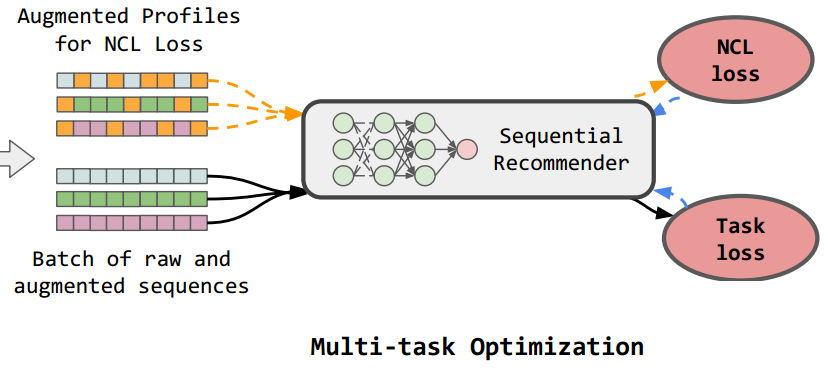 Augmented Profiles
for NCL Loss
NCL
loss
Sequential
Recommender
Task
loss
Batch of raw and
augmented sequences
Multi-task Optimization